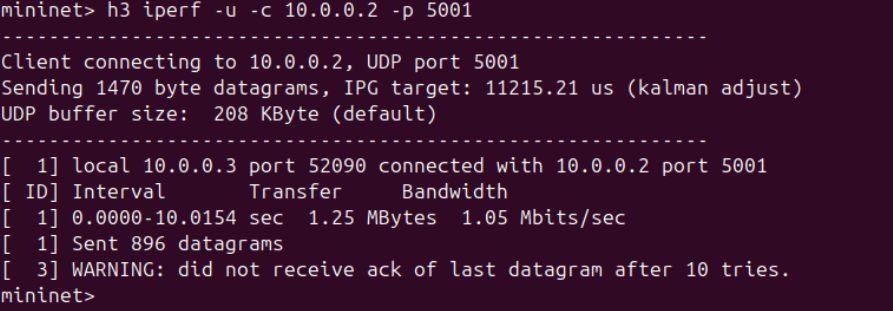 mininet> h3 iperf -u -c 10.0.0.2 -p 5001
------------------------------------------------------------
Client connecting to 10.0.0.2, UDP port 5001
Sending 1470 byte datagrams, IPG target: 11215.21 us (kalman adjust)
UDP buffer size:  208 KByte (default)
------------------------------------------------------------
[  1] local 10.0.0.3 port 52090 connected with 10.0.0.2 port 5001
[ ID] Interval       Transfer     Bandwidth
[  1] 0.0000-10.0154 sec  1.25 MBytes  1.05 Mbits/sec
[  1] Sent 896 datagrams
[  3] WARNING: did not receive ack of last datagram after 10 tries.
mininet>